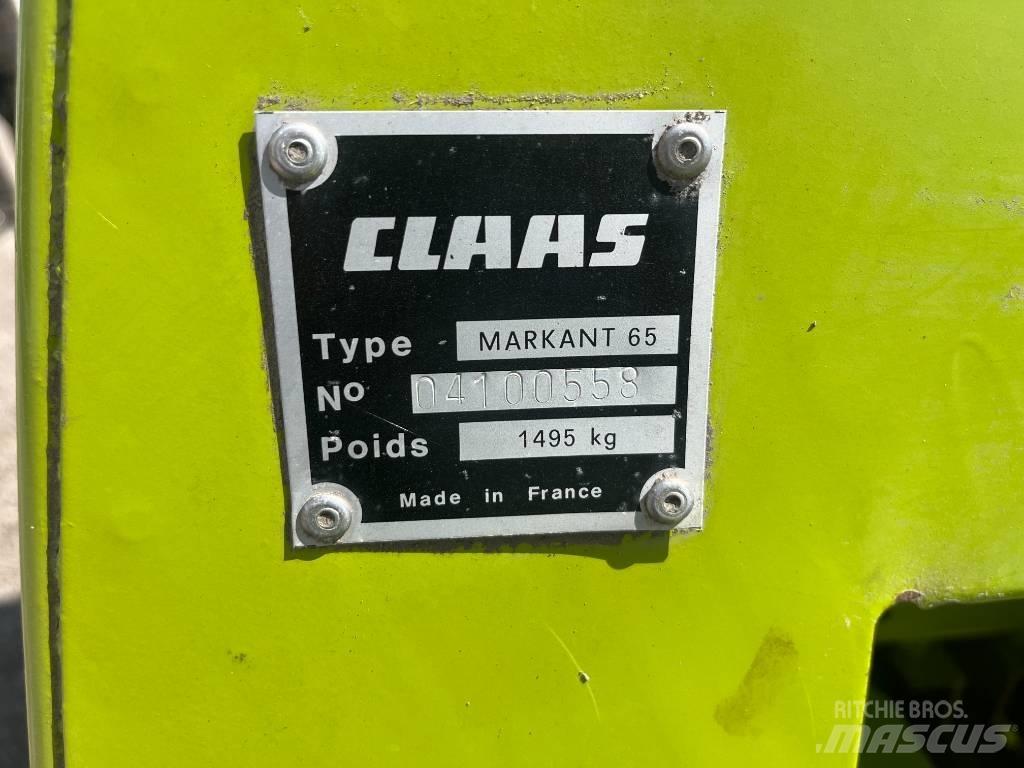 CLAAS
Type MARKANT 65
Nº 04100558
Poids 1495 kg
Made in France
RITCHIE BROS.
MASCUS